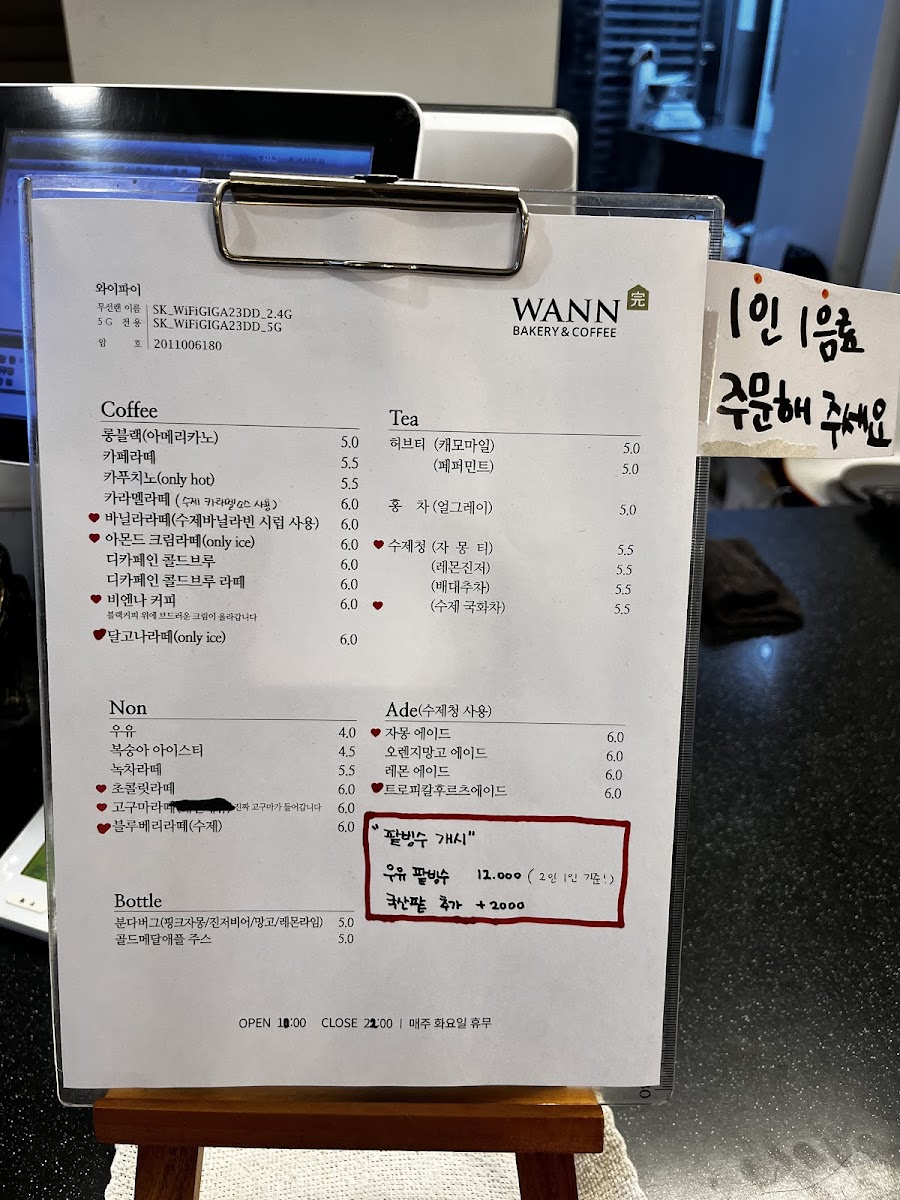 와이파이
무선랜 이름 SK_WiFiGIGA23DD_2.4G
5G 전용 SK_WiFiGIGA23DD_5G
암 호 2011006180
WANN 完
BAKERY & COFFEE
1인 1음료
주문해 주세요
Coffee
롱블랙(아메리카노) 5.0
카페라떼 5.5
카푸치노(only hot) 5.5
카라멜라떼 (수제 카라멜소스 사용) 6.0
바닐라라떼(수제바닐라빈 시럽 사용) 6.0
아몬드 크림라떼(only ice) 6.0
디카페인 콜드브루 6.0
디카페인 콜드브루 라떼 6.0
비엔나 커피 6.0
블랙커피 위에 브드러운 크림이 올라갑니다
달고나라떼(only ice) 6.0
Tea
허브티 (캐모마일) 5.0
(페퍼민트) 5.0
홍 차 (얼그레이) 5.0
수제청 (자 몽 티) 5.5
(레몬진저) 5.5
(배대추차) 5.5
(수제 국화차) 5.5
Non
우유 4.0
복숭아 아이스티 4.5
녹차라떼 5.5
초콜릿라떼 6.0
고구마라떼 진짜 고구마가 들어갑니다 6.0
블루베리라떼(수제) 6.0
Ade(수제청 사용)
자몽 에이드 6.0
오렌지망고 에이드 6.0
레몬 에이드 6.0
트로피칼후르츠에이드 6.0
"팥빙수 개시"
우유 팥빙수 12.000 (2인 1인 기준!)
국산팥 추가 +2000
Bottle
분다버그(핑크자몽/진저비어/망고/레몬라임) 5.0
골드메달애플 주스 5.0
OPEN :00 CLOSE 22:00 | 매주 화요일 휴무